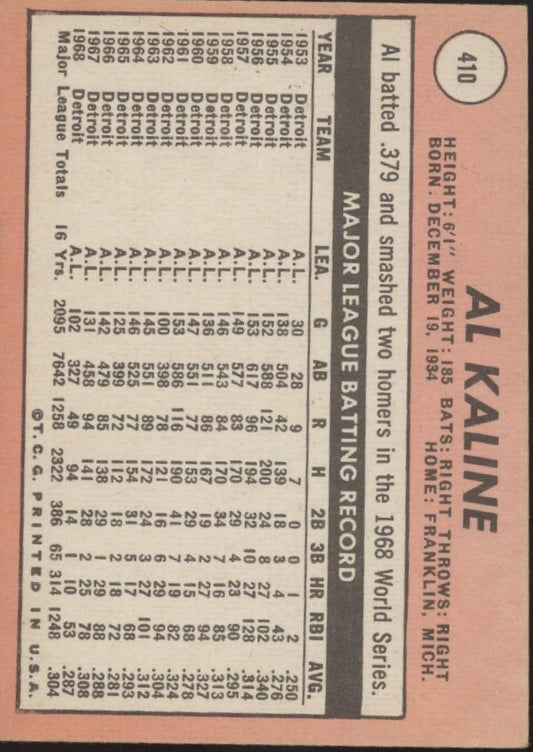 410
AL KALINE
HEIGHT: 6'1" WEIGHT: 185 BATS: RIGHT THROWS: RIGHT
BORN: DECEMBER 19, 1934 HOME: FRANKLIN, MICH.
Al batted .379 and smashed two homers in the 1968 World Series.
MAJOR LEAGUE BATTING RECORD
YEAR TEAM LEA. G AB R H 2B 3B HR RBI AVG.
1953 Detroit A.L. 30 28 9 7 0 0 1 2 .250
1954 Detroit A.L. 138 504 42 139 18 3 4 43 .276
1955 Detroit A.L. 152 588 121 200 24 8 27 102 .340
1956 Detroit A.L. 153 617 96 194 32 10 27 128 .314
1957 Detroit A.L. 149 577 83 170 29 4 23 90 .295
1958 Detroit A.L. 146 543 84 170 34 7 16 85 .313
1959 Detroit A.L. 136 511 86 167 19 2 27 94 .327
1960 Detroit A.L. 147 551 77 153 29 4 15 68 .278
1961 Detroit A.L. 153 586 116 190 41 7 19 82 .324
1962 Detroit A.L. 100 398 78 121 16 6 29 94 .304
1963 Detroit A.L. 145 551 89 172 24 3 27 101 .312
1964 Detroit A.L. 146 525 77 154 31 5 17 68 .293
1965 Detroit A.L. 125 399 72 112 18 2 18 72 .281
1966 Detroit A.L. 142 479 85 138 29 1 29 88 .288
1967 Detroit A.L. 131 458 94 141 28 2 25 78 .308
1968 Detroit A.L. 102 327 49 94 14 1 10 53 .287
Major League Totals 16 Yrs. 2095 7642 1258 2322 386 65 314 1248 .304
©T.C.G. PRINTED IN U.S.A.